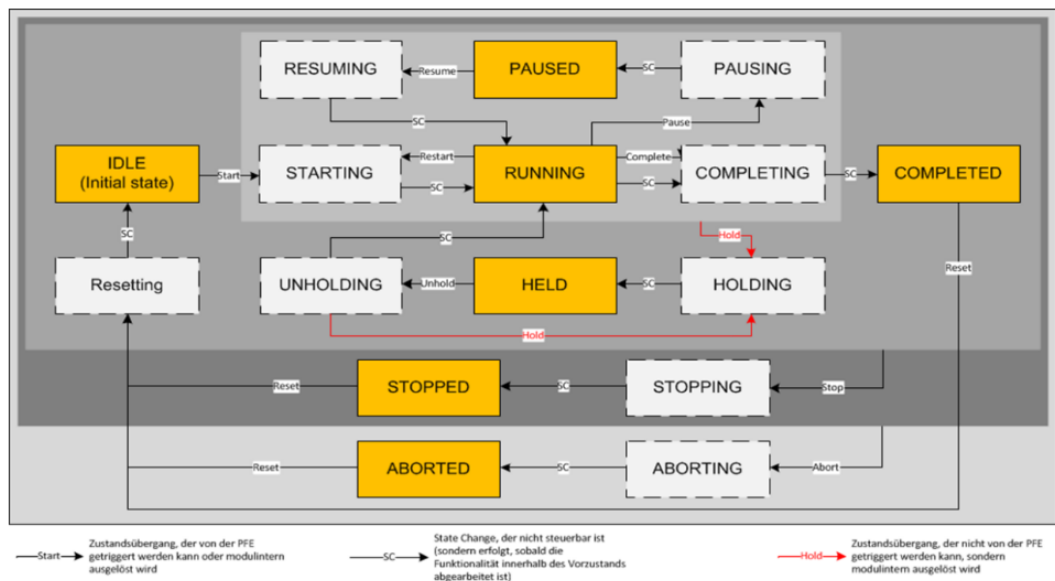 RESUMING
Resume
PAUSED
SC
PAUSING
SC
Pause
IDLE
(Initial state)
Start
STARTING
Restart
SC
RUNNING
Complete
SC
COMPLETING
SC
COMPLETED
SC
SC
Hold
Resetting
UNHOLDING
Unhold
HELD
SC
HOLDING
Reset
Hold
Reset
STOPPED
SC
STOPPING
Stop
Reset
ABORTED
SC
ABORTING
Abort
Start
Zustandsübergang, der von der PFE
getriggert werden kann oder modulintern
ausgelöst wird
SC
State Change, der nicht steuerbar ist
(sondern erfolgt, sobald die
Funktionalität innerhalb des Vorzustands
abgearbeitet ist)
Hold
Zustandsübergang, der nicht von der PFE
getriggert werden kann, sondern
modulintern ausgelöst wird